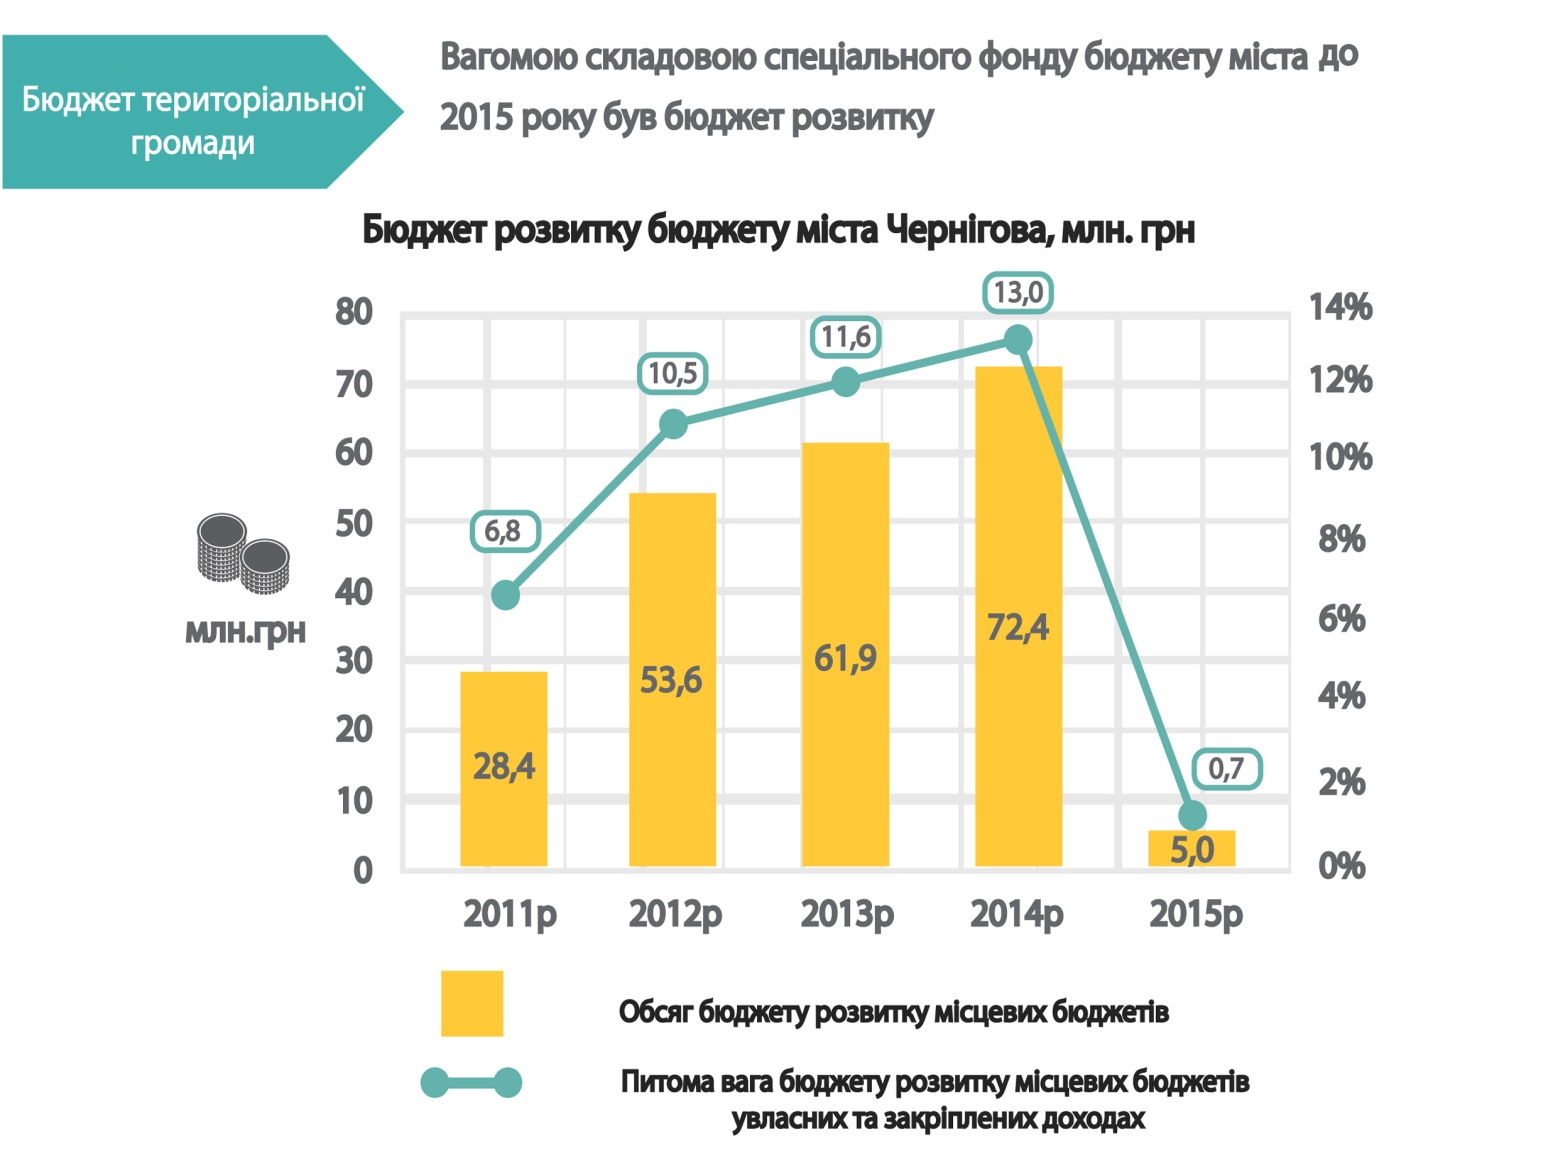 Бюджет територіальної
громади
Вагомою складовою спеціального фонду бюджету міста до
2015 року був бюджет розвитку
Бюджет розвитку бюджету міста Чернігова, млн. грн
80
70
60
50
40
30
20
10
0
млн.грн
14%
12%
10%
8%
6%
4%
2%
0%
6,8
10,5
11,6
13,0
0,7
28,4
53,6
61,9
72,4
5,0
2011р
2012р
2013р
2014р
2015р
Обсяг бюджету розвитку місцевих бюджетів
Питома вага бюджету розвитку місцевих бюджетів
увласних та закріплених доходах